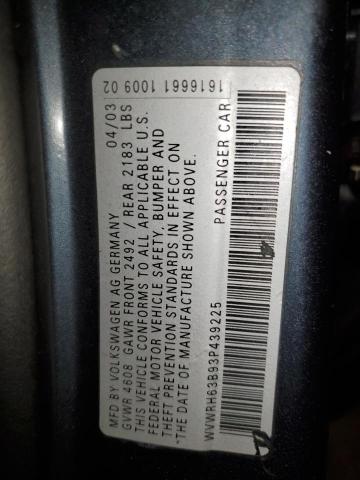 1616661 1009 02
MFD BY VOLKSWAGEN AG GERMANY 04/03
GVWR 4608 GAWR FRONT 2492 / REAR 2183 LBS
THIS VEHICLE CONFORMS TO ALL APPLICABLE U.S.
FEDERAL MOTOR VEHICLE SAFETY, BUMPER AND
THEFT PREVENTION STANDARDS IN EFFECT ON
"THE DATE OF MANUFACTURE SHOWN ABOVE.
WVWRH63B93P439225 PASSENGER CAR